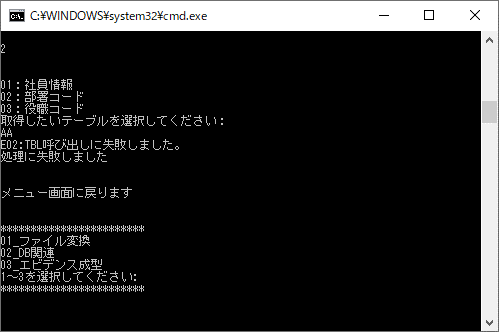 C:¥WINDOWS¥system32¥cmd.exe
2
01：社員情報
02：部署コード
03：役職コード
取得したいテーブルを選択してください：
AA
E02:TBL呼び出しに失敗しました。
処理に失敗しました
メニュー画面に戻ります
************************
01_ファイル変換
02_DB関連
03_エビデンス成型
1～3を選択してください:
************************